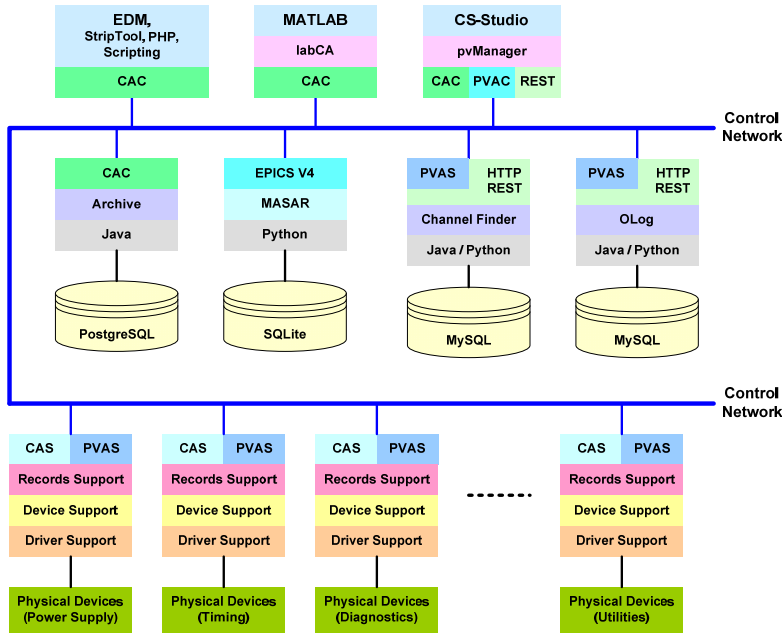 EDM,
StripTool, PHP,
Scripting
CAC
MATLAB
labCA
CAC
CS-Studio
pvManager
CAC
PVAC
REST
Control
Network
CAC
Archive
Java
PostgreSQL
EPICS V4
MASAR
Python
SQLite
PVAS
HTTP
REST
Channel Finder
Java / Python
MySQL
PVAS
HTTP
REST
OLog
Java / Python
MySQL
Control
Network
CAS
PVAS
Records Support
Device Support
Driver Support
Physical Devices
(Power Supply)
CAS
PVAS
Records Support
Device Support
Driver Support
Physical Devices
(Timing)
CAS
PVAS
Records Support
Device Support
Driver Support
Physical Devices
(Diagnostics)
CAS
PVAS
Records Support
Device Support
Driver Support
Physical Devices
(Utilities)